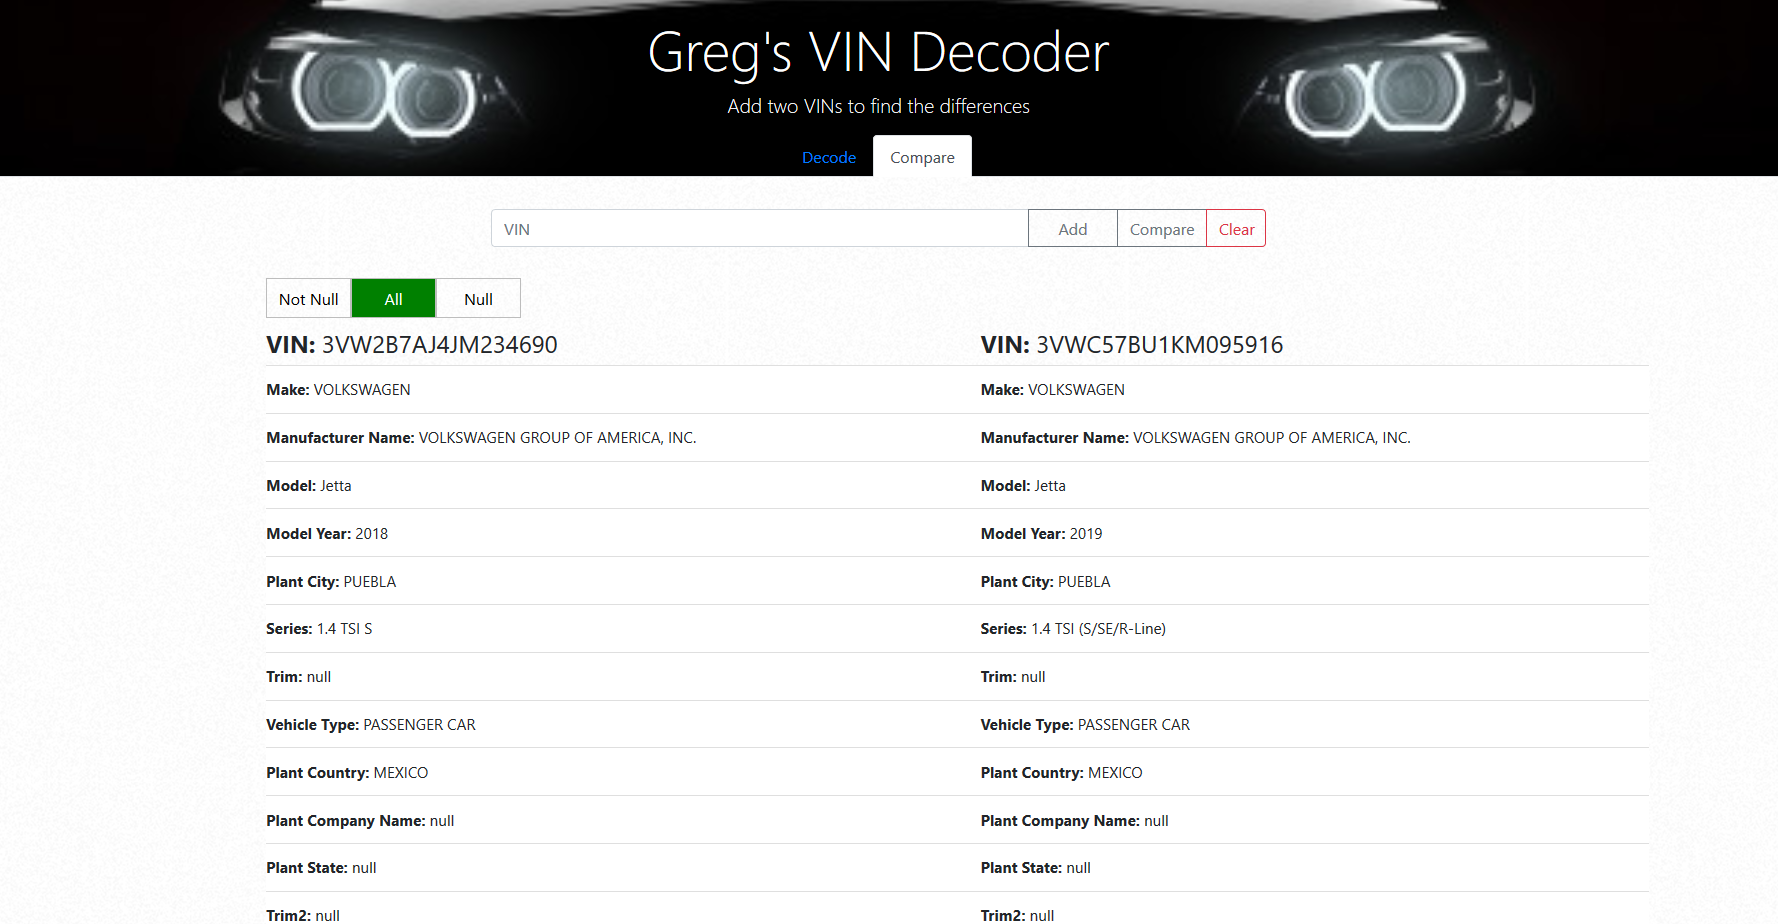 Greg's VIN Decoder
Add two VINs to find the differences
Decode Compare
VIN Add Compare Clear
Not Null All Null
VIN: 3VW2B7AJ4JM234690 VIN: 3VWC57BU1KM095916
Make: VOLKSWAGEN Make: VOLKSWAGEN
Manufacturer Name: VOLKSWAGEN GROUP OF AMERICA, INC. Manufacturer Name: VOLKSWAGEN GROUP OF AMERICA, INC.
Model: Jetta Model: Jetta
Model Year: 2018 Model Year: 2019
Plant City: PUEBLA Plant City: PUEBLA
Series: 1.4 TSI S Series: 1.4 TSI (S/SE/R-Line)
Trim: null Trim: null
Vehicle Type: PASSENGER CAR Vehicle Type: PASSENGER CAR
Plant Country: MEXICO Plant Country: MEXICO
Plant Company Name: null Plant Company Name: null
Plant State: null Plant State: null
Trim2: null Trim2: null